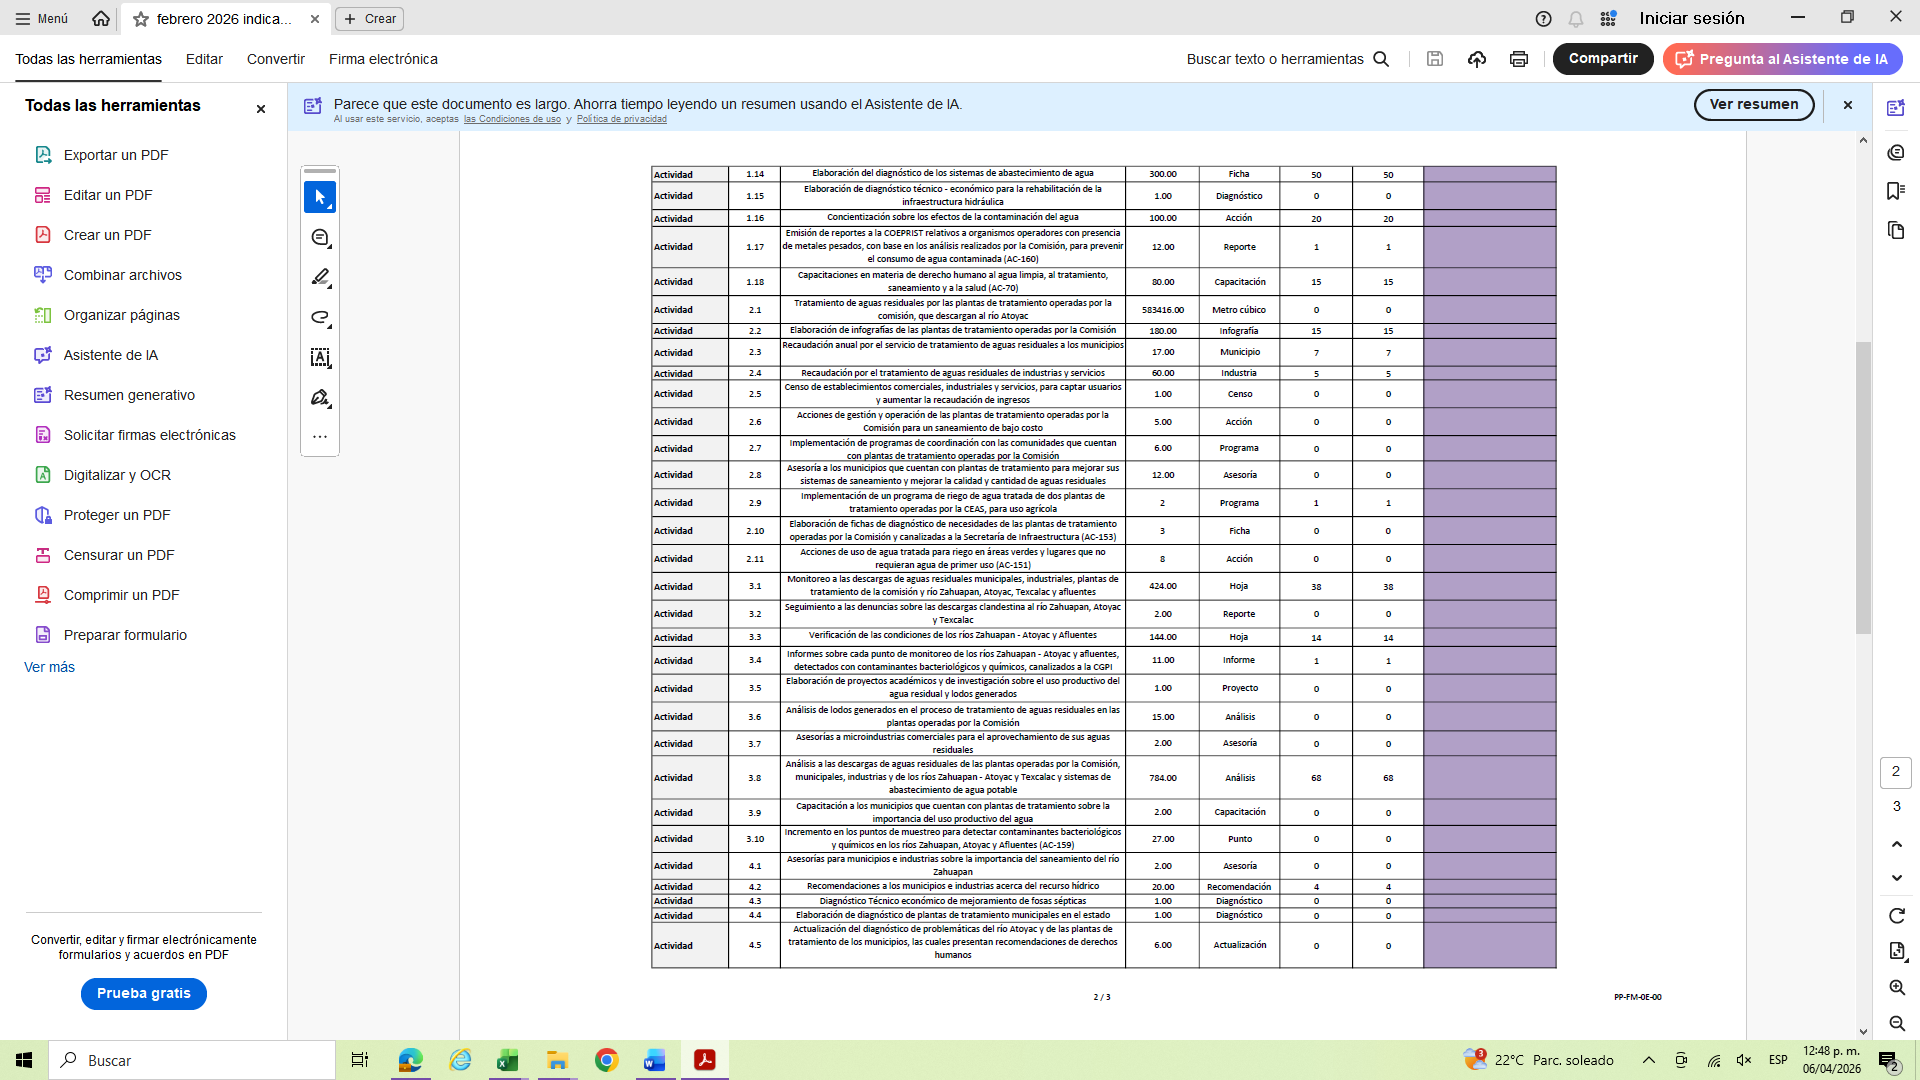 Menú
febrero 2026 indica...
Crear
Iniciar sesión
Todas las herramientas
Editar
Convertir
Firma electrónica
Buscar texto o herramientas
Compartir
Pregunta al Asistente de IA
Todas las herramientas
Exportar un PDF
Editar un PDF
Crear un PDF
Combinar archivos
Organizar páginas
Asistente de IA
Resumen generativo
Solicitar firmas electrónicas
Digitalizar y OCR
Proteger un PDF
Censurar un PDF
Comprimir un PDF
Preparar formulario
Ver más
Convertir, editar y firmar electrónicamente
formularios y acuerdos en PDF
Prueba gratis
Parece que este documento es largo. Ahorra tiempo leyendo un resumen usando el Asistente de IA.
Al usar este servicio, aceptas las Condiciones de uso y Política de privacidad
Ver resumen
Actividad 1.14 Elaboración del diagnóstico de los sistemas de abastecimiento de agua 300.00 Ficha 50 50
Actividad 1.15 Elaboración de diagnóstico técnico - económico para la rehabilitación de la
infraestructura hidráulica 1.00 Diagnóstico 0 0
Actividad 1.16 Concientización sobre los efectos de la contaminación del agua 100.00 Acción 20 20
Actividad 1.17 Emisión de reportes a la COEPRIST relativos a organismos operadores con presencia
de metales pesados, con base en los análisis realizados por la Comisión, para prevenir
el consumo de agua contaminada (AC-160) 12.00 Reporte 1 1
Actividad 1.18 Capacitaciones en materia de derecho humano al agua limpia, al tratamiento,
saneamiento y a la salud (AC-70) 80.00 Capacitación 15 15
Actividad 2.1 Tratamiento de aguas residuales por las plantas de tratamiento operadas por la
comisión, que descargan al río Atoyac 583416.00 Metro cúbico 0 0
Actividad 2.2 Elaboración de infografías de las plantas de tratamiento operadas por la Comisión 180.00 Infografía 15 15
Actividad 2.3 Recaudación anual por el servicio de tratamiento de aguas residuales a los municipios 17.00 Municipio 7 7
Actividad 2.4 Recaudación por el tratamiento de aguas residuales de industrias y servicios 60.00 Industria 5 5
Actividad 2.5 Censo de establecimientos comerciales, industriales y servicios, para captar usuarios
y aumentar la recaudación de ingresos 1.00 Censo 0 0
Actividad 2.6 Acciones de gestión y operación de las plantas de tratamiento operadas por la
Comisión para un saneamiento de bajo costo 5.00 Acción 0 0
Actividad 2.7 Implementación de programas de coordinación con las comunidades que cuentan
con plantas de tratamiento operadas por la Comisión 6.00 Programa 0 0
Actividad 2.8 Asesoría a los municipios que cuentan con plantas de tratamiento para mejorar sus
sistemas de saneamiento y mejorar la calidad y cantidad de aguas residuales 12.00 Asesoría 0 0
Actividad 2.9 Implementación de un programa de riego de agua tratada de dos plantas de
tratamiento operadas por la CEAS, para uso agrícola 2 Programa 1 1
Actividad 2.10 Elaboración de fichas de diagnóstico de necesidades de las plantas de tratamiento
operadas por la Comisión y canalizadas a la Secretaría de Infraestructura (AC-153) 3 Ficha 0 0
Actividad 2.11 Acciones de uso de agua tratada para riego en áreas verdes y lugares que no
requieran agua de primer uso (AC-151) 8 Acción 0 0
Actividad 3.1 Monitoreo a las descargas de aguas residuales municipales, industriales, plantas de
tratamiento de la comisión y río Zahuapan, Atoyac, Texcalac y afluentes 424.00 Hoja 38 38
Actividad 3.2 Seguimiento a las denuncias sobre las descargas clandestina al río Zahuapan, Atoyac
y Texcalac 2.00 Reporte 0 0
Actividad 3.3 Verificación de las condiciones de los ríos Zahuapan - Atoyac y Afluentes 144.00 Hoja 14 14
Actividad 3.4 Informes sobre cada punto de monitoreo de los ríos Zahuapan - Atoyac y afluentes,
detectados con contaminantes bacteriológicos y químicos, canalizados a la CGPI 11.00 Informe 1 1
Actividad 3.5 Elaboración de proyectos académicos y de investigación sobre el uso productivo del
agua residual y lodos generados 1.00 Proyecto 0 0
Actividad 3.6 Análisis de lodos generados en el proceso de tratamiento de aguas residuales en las
plantas operadas por la Comisión 15.00 Análisis 0 0
Actividad 3.7 Asesorías a microindustrias comerciales para el aprovechamiento de sus aguas
residuales 2.00 Asesoría 0 0
Actividad 3.8 Análisis a las descargas de aguas residuales de las plantas operadas por la Comisión,
municipales, industrias y de los ríos Zahuapan - Atoyac y Texcalac y sistemas de
abastecimiento de agua potable 784.00 Análisis 68 68
Actividad 3.9 Capacitación a los municipios que cuentan con plantas de tratamiento sobre la
importancia del uso productivo del agua 2.00 Capacitación 0 0
Actividad 3.10 Incremento en los puntos de muestreo para detectar contaminantes bacteriológicos
y químicos en los ríos Zahuapan, Atoyac y Afluentes (AC-159) 27.00 Punto 0 0
Actividad 4.1 Asesorías para municipios e industrias sobre la importancia del saneamiento del río
Zahuapan 2.00 Asesoría 0 0
Actividad 4.2 Recomendaciones a los municipios e industrias acerca del recurso hídrico 20.00 Recomendación 4 4
Actividad 4.3 Diagnóstico Técnico económico de mejoramiento de fosas sépticas 1.00 Diagnóstico 0 0
Actividad 4.4 Elaboración de diagnóstico de plantas de tratamiento municipales en el estado 1.00 Diagnóstico 0 0
Actividad 4.5 Actualización del diagnóstico de problemáticas del río Atoyac y de las plantas de
tratamiento de los municipios, las cuales presentan recomendaciones de derechos
humanos 6.00 Actualización 0 0
2 / 3
PP-FM-0E-00
2
3
Buscar
3
22°C Parc. soleado
ESP
12:48 p. m.
06/04/2026
2